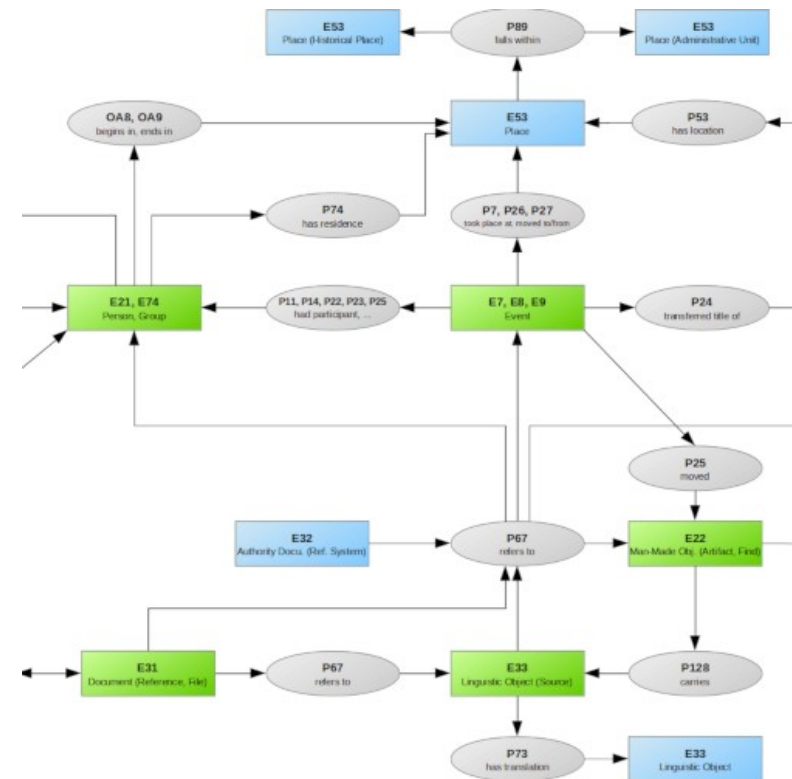 E53
Place (Historical Place)
P89
falls within
E53
Place (Administrative Unit)
OA8, OA9
begins in, ends in
E53
Place
P53
has location
P74
has residence
P7, P26, P27
took place at, moved to/from
E21, E74
Person, Group
P11, P14, P22, P23, P25
had participant, ...
E7, E8, E9
Event
P24
transferred title of
P25
moved
E32
Authority Docu. (Ref. System)
P67
refers to
E22
Man-Made Obj. (Artifact, Find)
E31
Document (Reference, File)
P67
refers to
E33
Linguistic Object (Source)
P128
carries
P73
has translation
E33
Linguistic Object